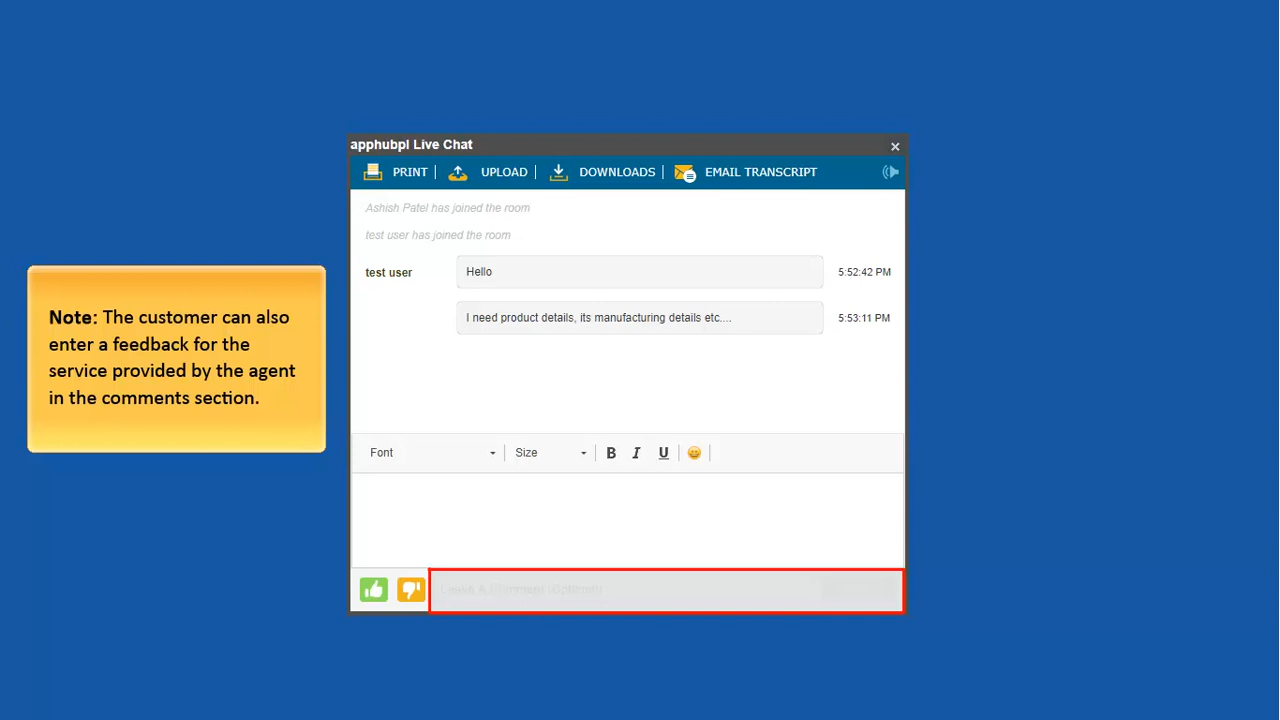 apphubpl Live Chat
PRINT
UPLOAD
DOWNLOADS
EMAIL TRANSCRIPT
Ashish Patel has joined the room
test user has joined the room
test user
Hello
5:52:42 PM
I need product details, its manufacturing details etc....
5:53:11 PM
Note: The customer can also
enter a feedback for the
service provided by the agent
in the comments section.
Font
Size
B
I
U
Leave A Comment (Optional)